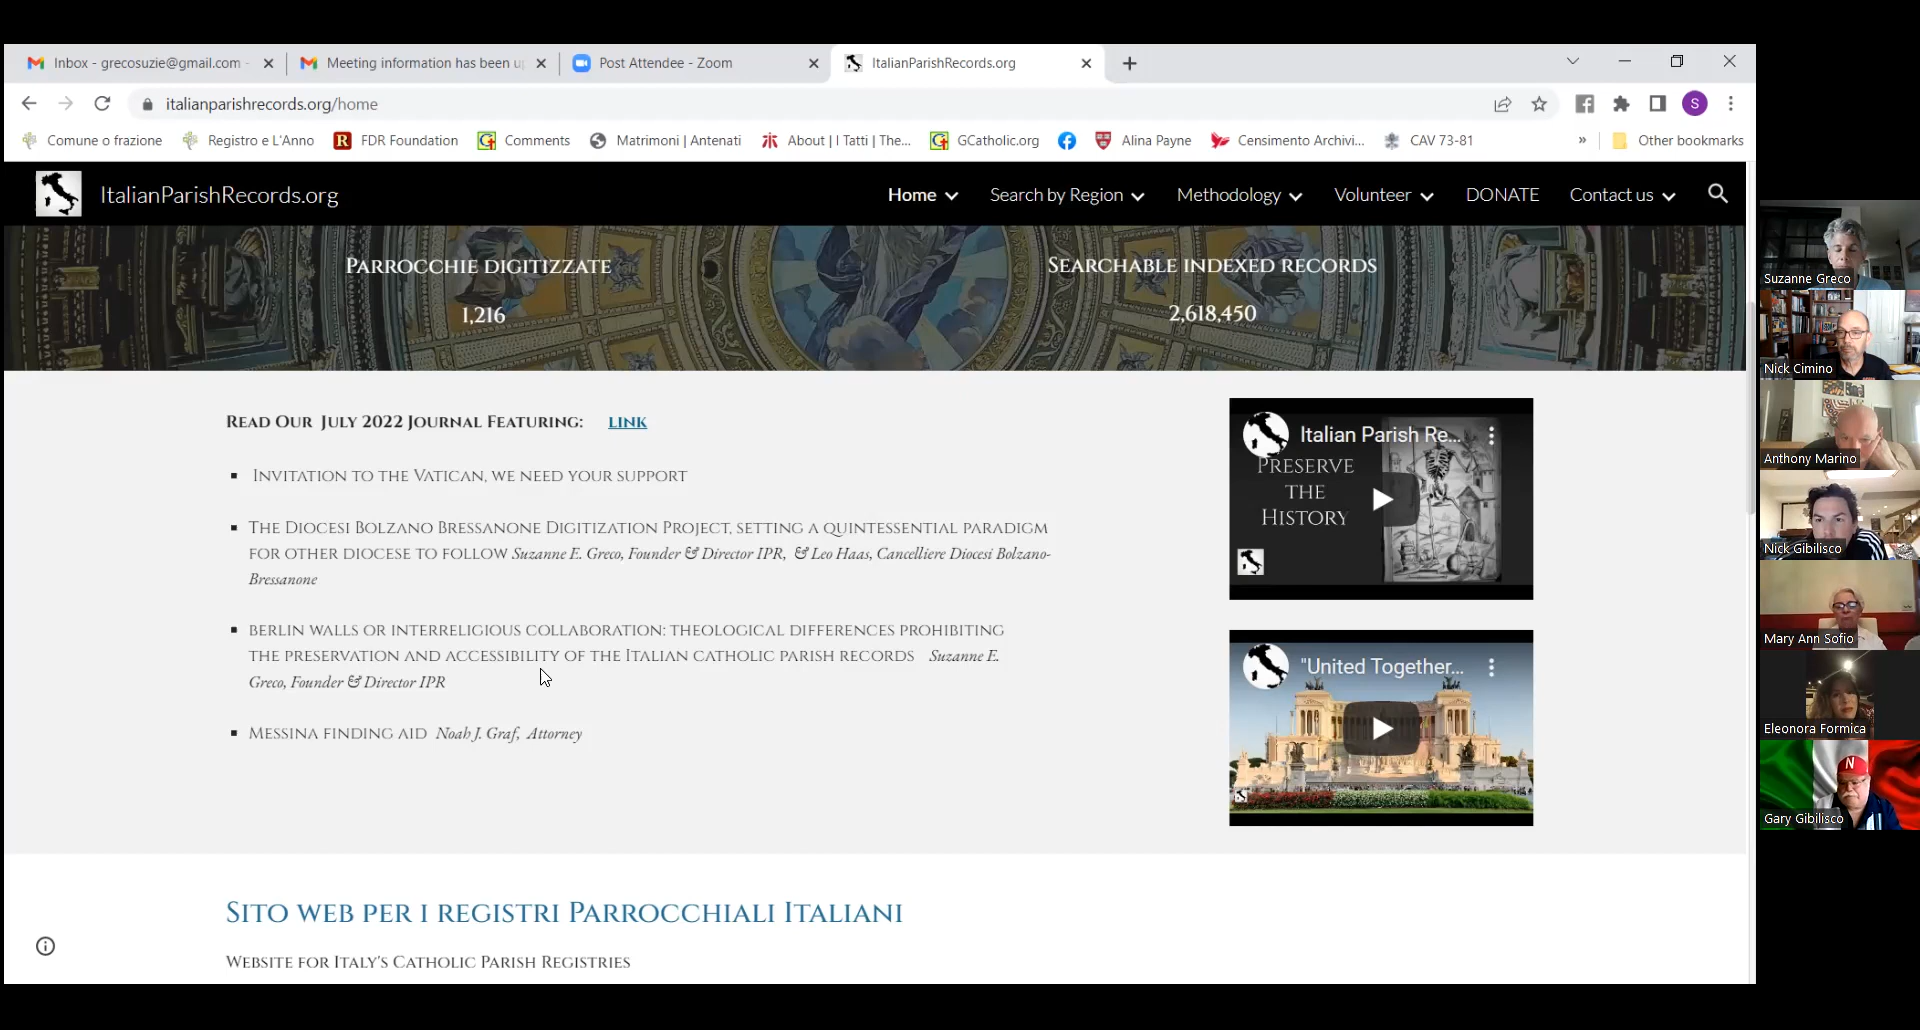 Inbox - grecosuzie@gmail.com -
Meeting information has been u
Post Attendee - Zoom
ItalianParishRecords.org
italianparishrecords.org/home
S
Comune o frazione
Registro e L'Anno
R
FDR Foundation
Comments
Matrimoni | Antenati
About | I Tatti | The...
GCatholic.org
Alina Payne
Censimento Archivi...
CAV 73-81
»
Other bookmarks
ItalianParishRecords.org
Home
Search by Region
Methodology
Volunteer
DONATE
Contact us
Parrocchie digitizzate
1,216
Searchable indexed records
2,618,450
Read Our July 2022 Journal Featuring: LINK
Invitation to the Vatican, we need your support
The Diocesi Bolzano Bressanone Digitization Project, setting a quintessential paradigm
for other diocese to follow Suzanne E. Greco, Founder & Director IPR, & Leo Haas, Cancelliere Diocesi Bolzano-
Bressanone
Berlin walls or interreligious collaboration: theological differences prohibiting
the preservation and accessibility of the Italian catholic parish records Suzanne E.
Greco, Founder & Director IPR
Messina finding aid Noah J. Graf, Attorney
Italian Parish Re...
Preserve
the
History
"United Together...
Sito web per i registri Parrocchiali Italiani
Website for Italy's Catholic Parish Registries
Suzanne Greco
Nick Cimino
Anthony Marino
Nick Gibilisco
Mary Ann Sofio
Eleonora Formica
N
Gary Gibilisco